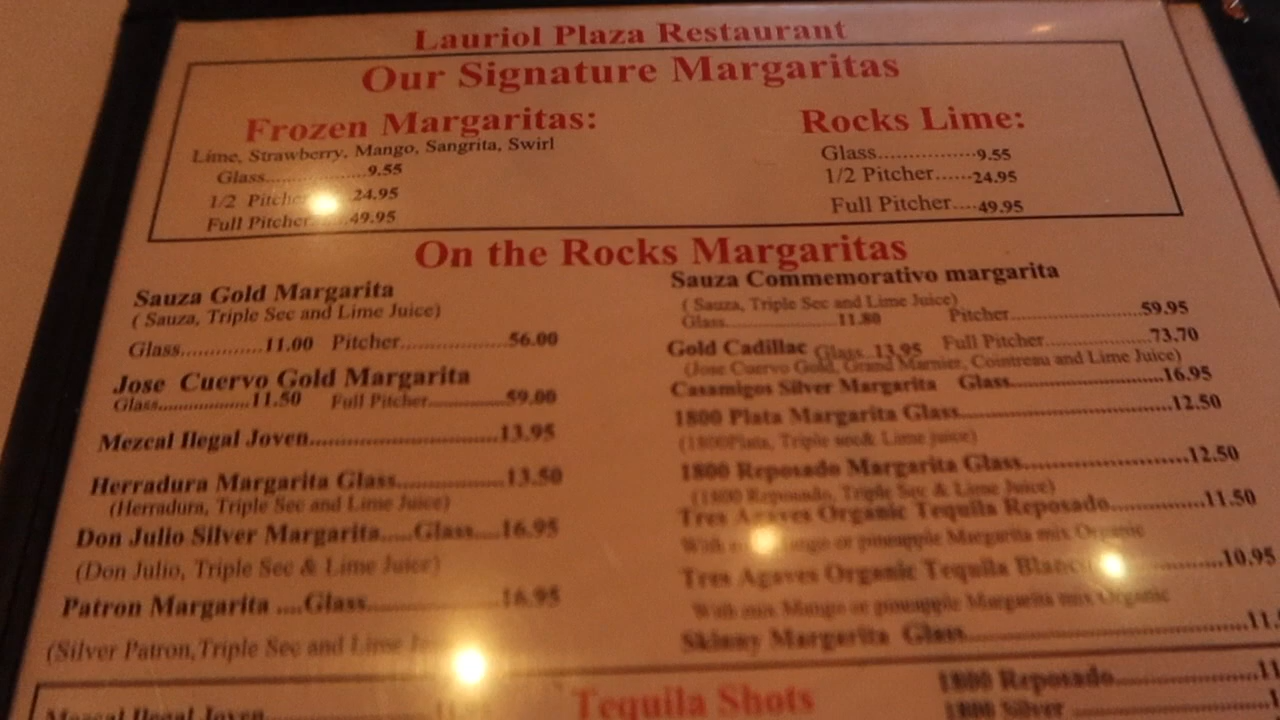 Lauriol Plaza Restaurant
Our Signature Margaritas
Frozen Margaritas:
Lime, Strawberry, Mango, Sangrita, Swirl
Glass....................9.55
1/2 Pitcher 24.95
Full Pitcher......49.95
Rocks Lime:
Glass................9.55
1/2 Pitcher......24.95
Full Pitcher....49.95
On the Rocks Margaritas
Sauza Gold Margarita
( Sauza, Triple Sec and Lime Juice)
Glass.............11.00 Pitcher.................56.00
Jose Cuervo Gold Margarita
Glass..................11.50 Full Pitcher...............59.00
Mezcal Ilegal Joven.............................13.95
Herradura Margarita Glass.................13.50
(Herradura, Triple Sec and Lime Juice)
Don Julio Silver Margarita.....Glass....16.95
(Don Julio, Triple Sec & Lime Juice)
Patron Margarita ....Glass.....................16.95
(Silver Patron,Triple Sec and Lime
Sauza Commemorativo margarita
( Sauza, Triple Sec and Lime Juice)
Glass.......................11.80 Pitcher.......................59.95
Gold Cadillac Glass..13.95 Full Pitcher...................73.70
(Jose Cuervo Gold, Grand Marnier, Cointreau and Lime Juice)
Casamigos Silver Margarita Glass.........................16.95
1800 Plata Margarita Glass...................................12.50
(1800Plata, Triple sec& Lime juice)
1800 Reposado Margarita Glass...........................12.50
(1800 Reposado, Triple Sec & Lime Juice)
Tres Agaves Organic Tequila Reposado...............11.50
With mango or pineapple Margarita mix Organic
Tres Agaves Organic Tequila Blanco ............10.95
With mix Mango or pineapple Margarita mix Organic
Skinny Margarita Glass..............................................11.
Tequila Shots
Mezcal Ilegal Joven
1800 Reposado........................11
1800 Silver